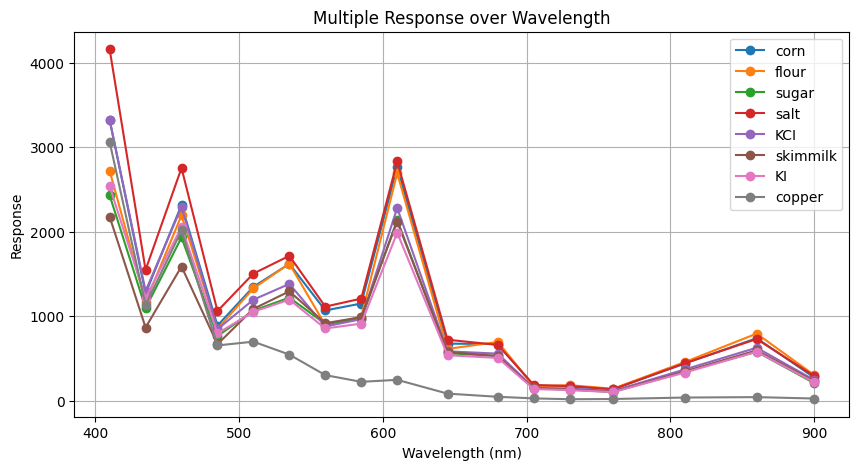 Multiple Response over Wavelength
Response
4000
3000
2000
1000
0
400
500
600
700
800
900
Wavelength (nm)
corn
flour
sugar
salt
KCI
skimmilk
KI
copper